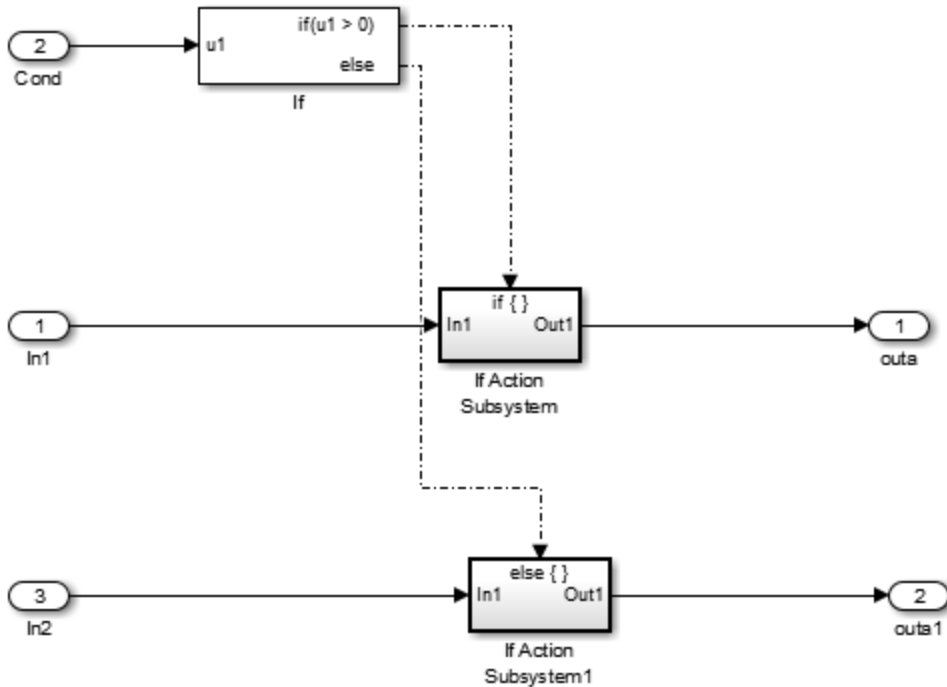 2
Cond
u1
if(u1 > 0)
else
If
1
In1
if { }
In1
Out1
If Action
Subsystem
1
outa
3
In2
else { }
In1
Out1
If Action
Subsystem1
2
outa1